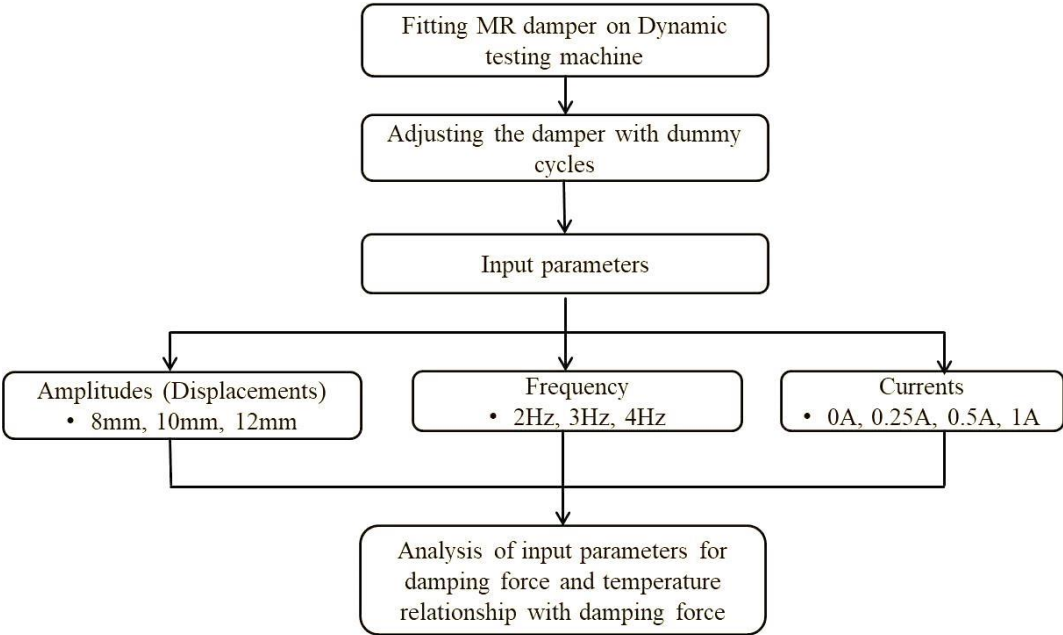 Fitting MR damper on Dynamic
testing machine
Adjusting the damper with dummy
cycles
Input parameters
Amplitudes (Displacements)
• 8mm, 10mm, 12mm
Frequency
• 2Hz, 3Hz, 4Hz
Currents
• 0A, 0.25A, 0.5A, 1A
Analysis of input parameters for
damping force and temperature
relationship with damping force